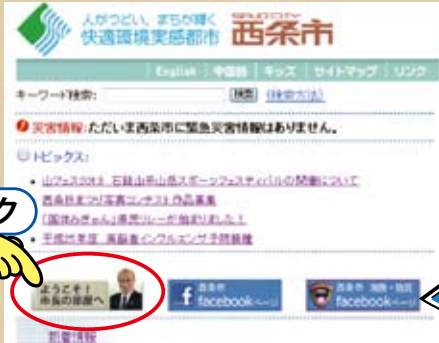 人がつどい、まちが輝く
快適環境実感都市
SAIJO CITY
西条市
English 中国語 キッズ サイトマップ リンク
キーワード検索: 検索 (検索方法)
災害情報:ただいま西条市に緊急災害情報はありません。
トピックス:
山フェス2013 石鎚山系山岳スポーツフェスティバルの開催について
西条まつり写真コンテスト作品募集
「国体みきゃん」県民リレーが始まりました!
平成25年度 高齢者インフルエンザ予防接種
ク
ようこそ!
市長の部屋へ
西条市
facebookページ
西条市 消防・防災
facebookページ
新着情報